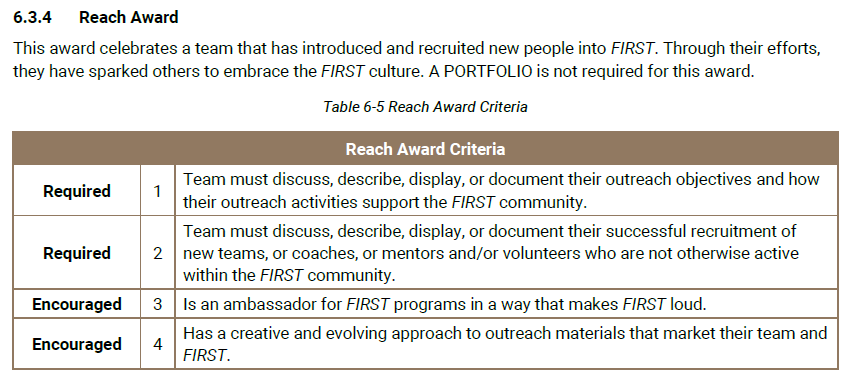 6.3.4 Reach Award
This award celebrates a team that has introduced and recruited new people into FIRST. Through their efforts,
they have sparked others to embrace the FIRST culture. A PORTFOLIO is not required for this award.
Table 6-5 Reach Award Criteria
Reach Award Criteria
Required 1 Team must discuss, describe, display, or document their outreach objectives and how
their outreach activities support the FIRST community.
Required 2 Team must discuss, describe, display, or document their successful recruitment of
new teams, or coaches, or mentors and/or volunteers who are not otherwise active
within the FIRST community.
Encouraged 3 Is an ambassador for FIRST programs in a way that makes FIRST loud.
Encouraged 4 Has a creative and evolving approach to outreach materials that market their team and
FIRST.